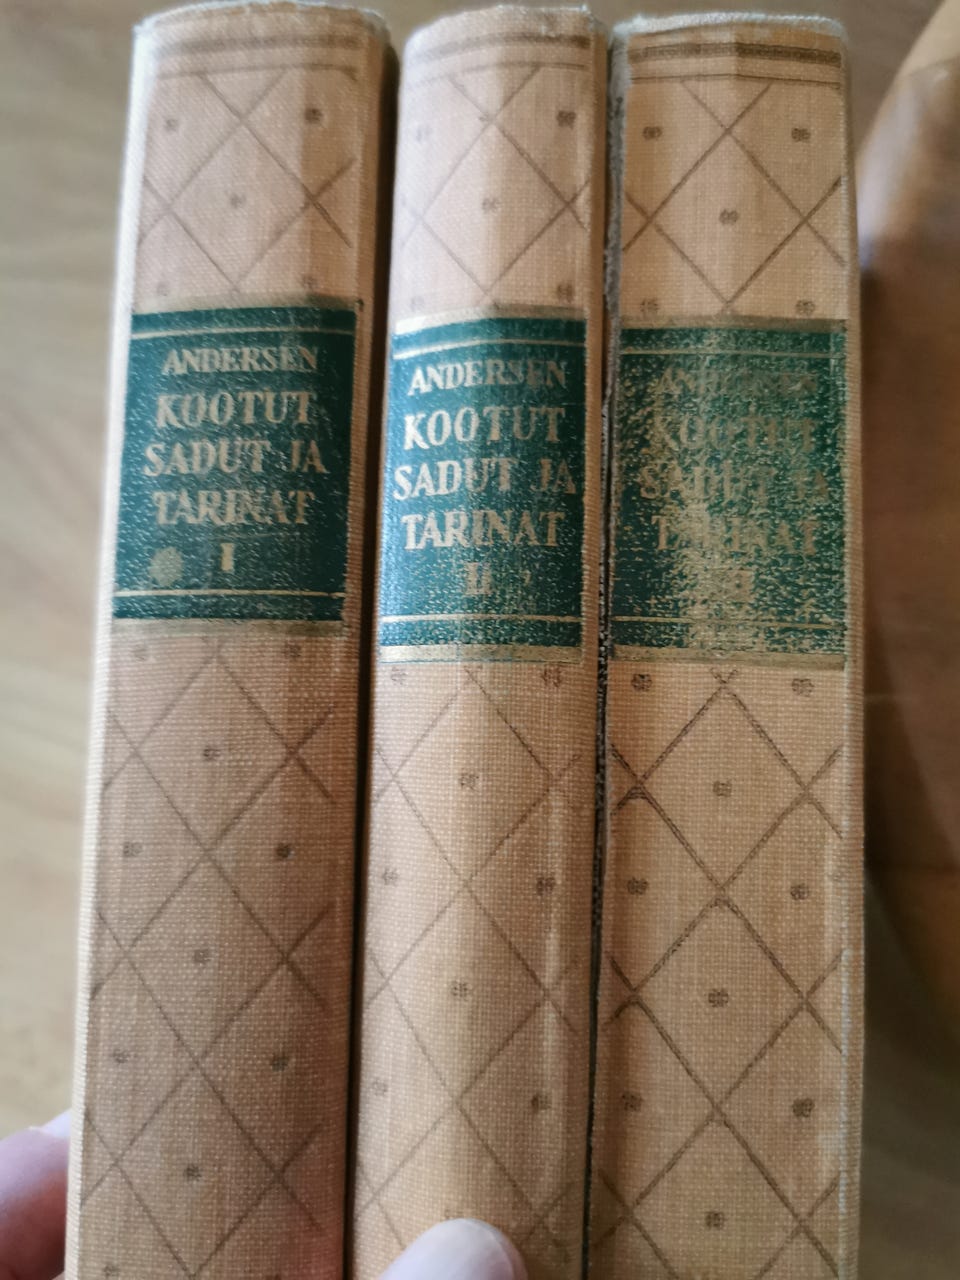 ANDERSEN
KOOTUT
SADUT JA
TARINAT
I
ANDERSEN
KOOTUT
SADUT JA
TARINAT
II
ANDERSEN
KOOTUT
SADUT JA
TARINAT